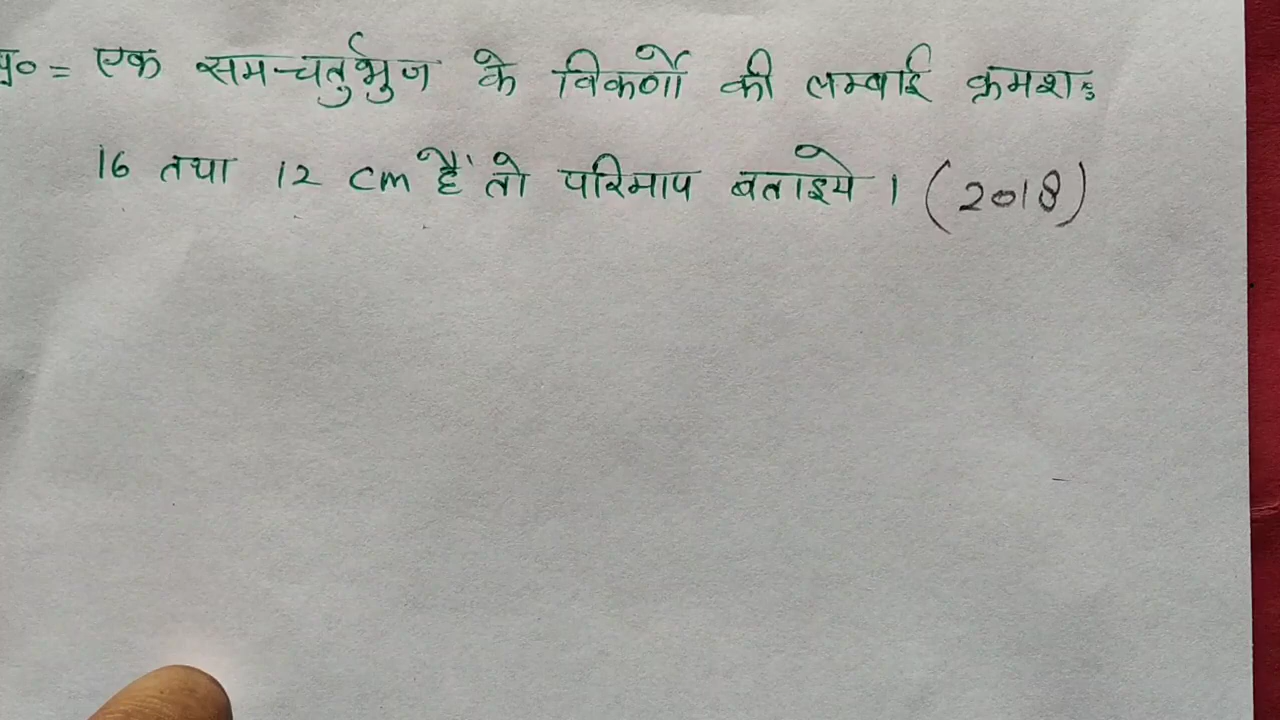 प्र० = एक समचतुर्भुज के विकर्णो की लम्बाई क्रमशः
16 तथा 12 cm हैं तो परिमाप बताइये । (2018)